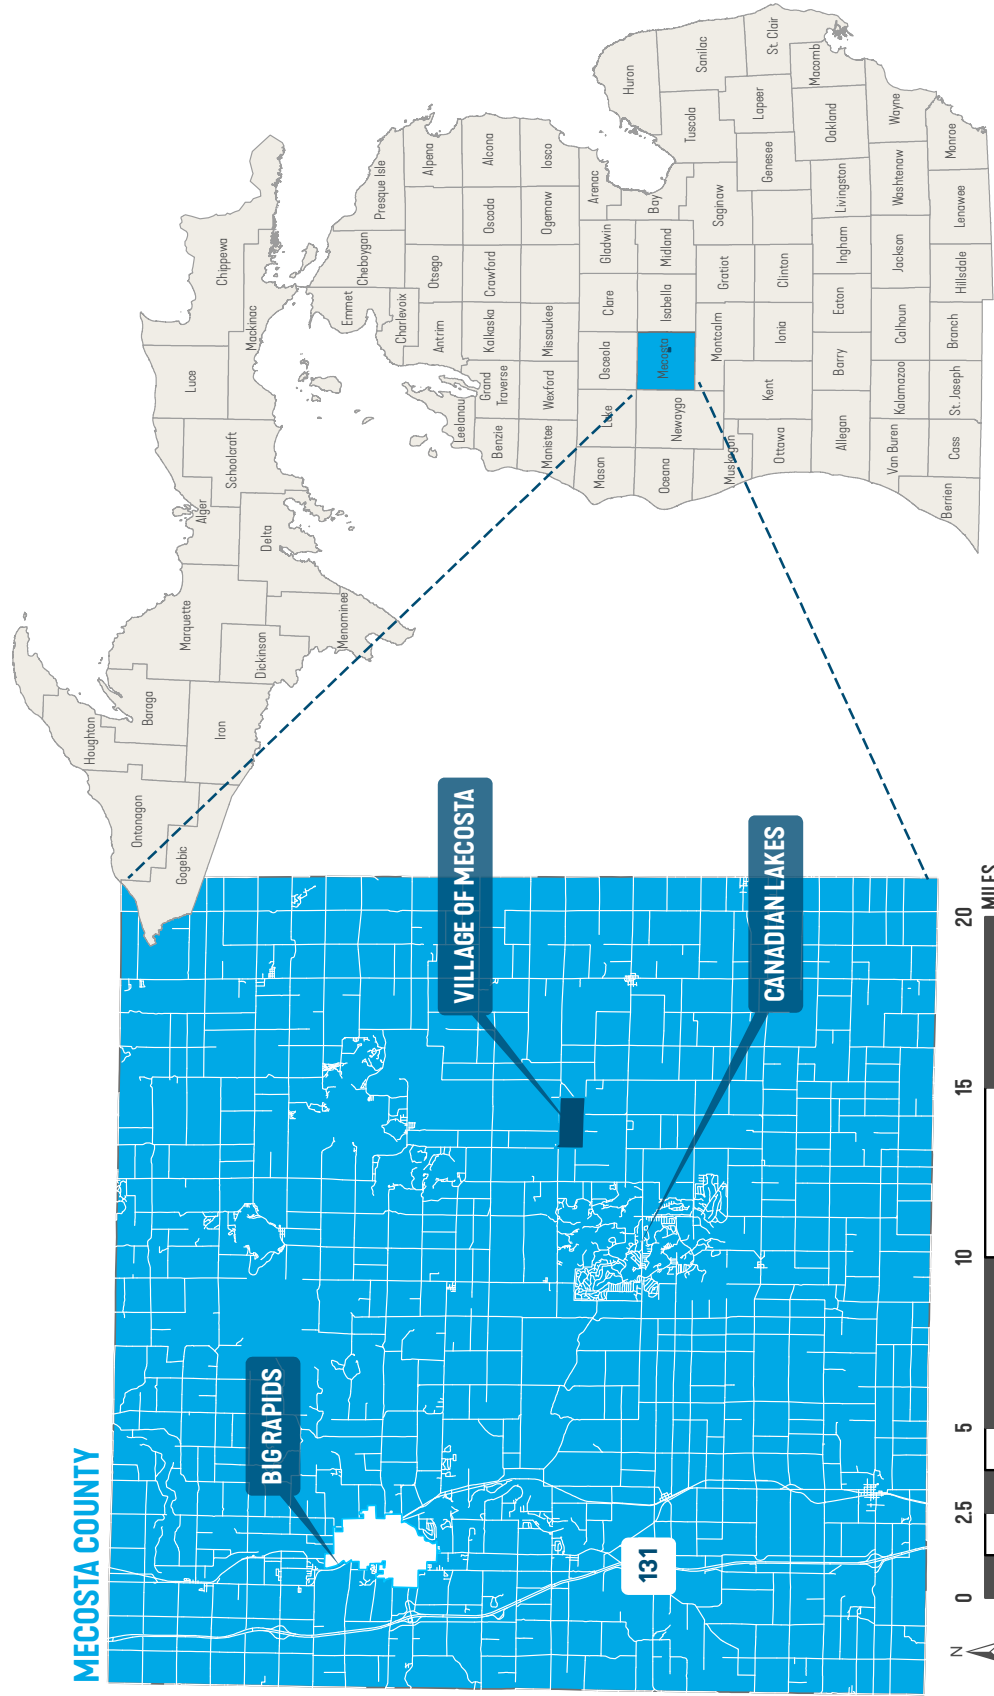 MECOSTA COUNTY
BIG RAPIDS
VILLAGE OF MECOSTA
CANADIAN LAKES
131
N
0 2.5 5 10 15 20
MILES
Ontonagon
Gogebic
Houghton
Baraga
Iron
Marquette
Dickinson
Menominee
Alger
Delta
Schoolcraft
Luce
Mackinac
Chippewa
Emmet
Cheboygan
Presque Isle
Charlevoix
Leelanau
Antrim
Otsego
Alpena
Benzie
Grand
Traverse
Kalkaska
Crawford
Oscoda
Alcona
Manistee
Wexford
Missaukee
Ogemaw
Iosco
Mason
Lake
Osceola
Clare
Gladwin
Arenac
Huron
Oceana
Newaygo
Mecosta
Isabella
Midland
Bay
Tuscola
Sanilac
Muskegan
Montcalm
Gratiot
Saginaw
Genesee
Lapeer
St. Clair
Ottawa
Kent
Ionia
Clinton
Oakland
Macomb
Allegan
Barry
Eaton
Ingham
Livingston
Van Buren
Kalamazoo
Calhoun
Jackson
Washtenaw
Wayne
Berrien
Cass
St. Joseph
Branch
Hillsdale
Lenawee
Monroe